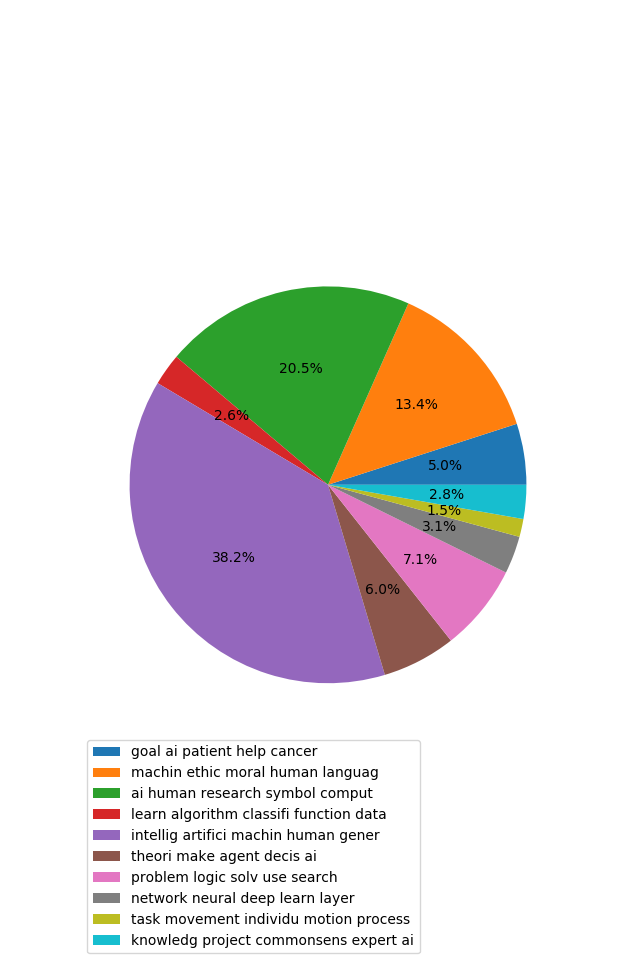 20.5%
13.4%
2.6%
5.0%
2.8%
1.5%
3.1%
38.2%
7.1%
6.0%
goal ai patient help cancer
machin ethic moral human languag
ai human research symbol comput
learn algorithm classifi function data
intellig artifici machin human gener
theori make agent decis ai
problem logic solv use search
network neural deep learn layer
task movement individu motion process
knowledg project commonsens expert ai